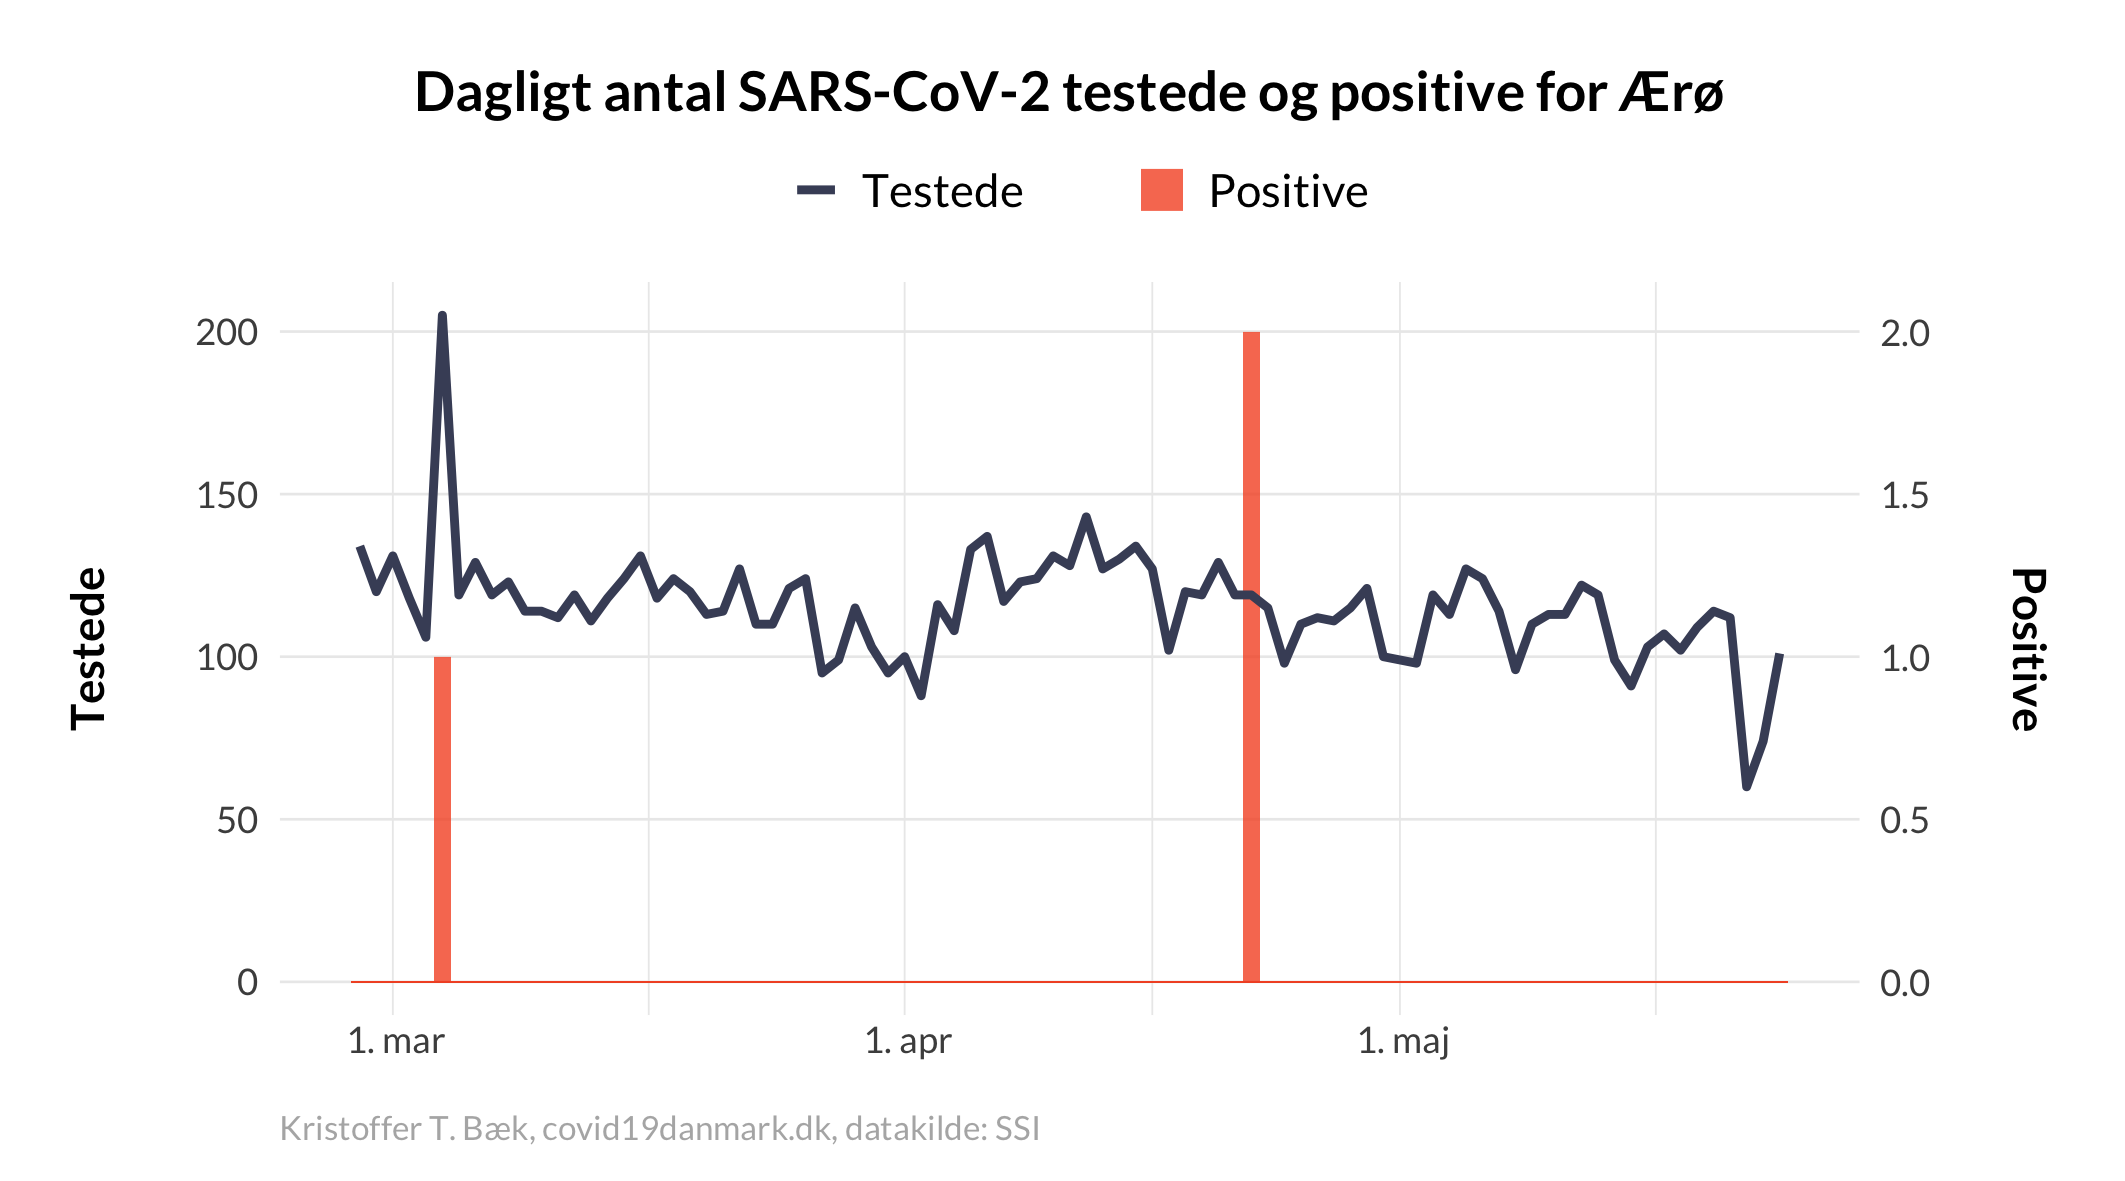 Dagligt antal SARS-CoV-2 testede og positive for Ærø
Testede Positive
200 2.0
150 1.5
100 1.0
50 0.5
0 0.0
Testede
Positive
1. mar 1. apr 1. maj
Kristoffer T. Bæk, covid19danmark.dk, datakilde: SSI